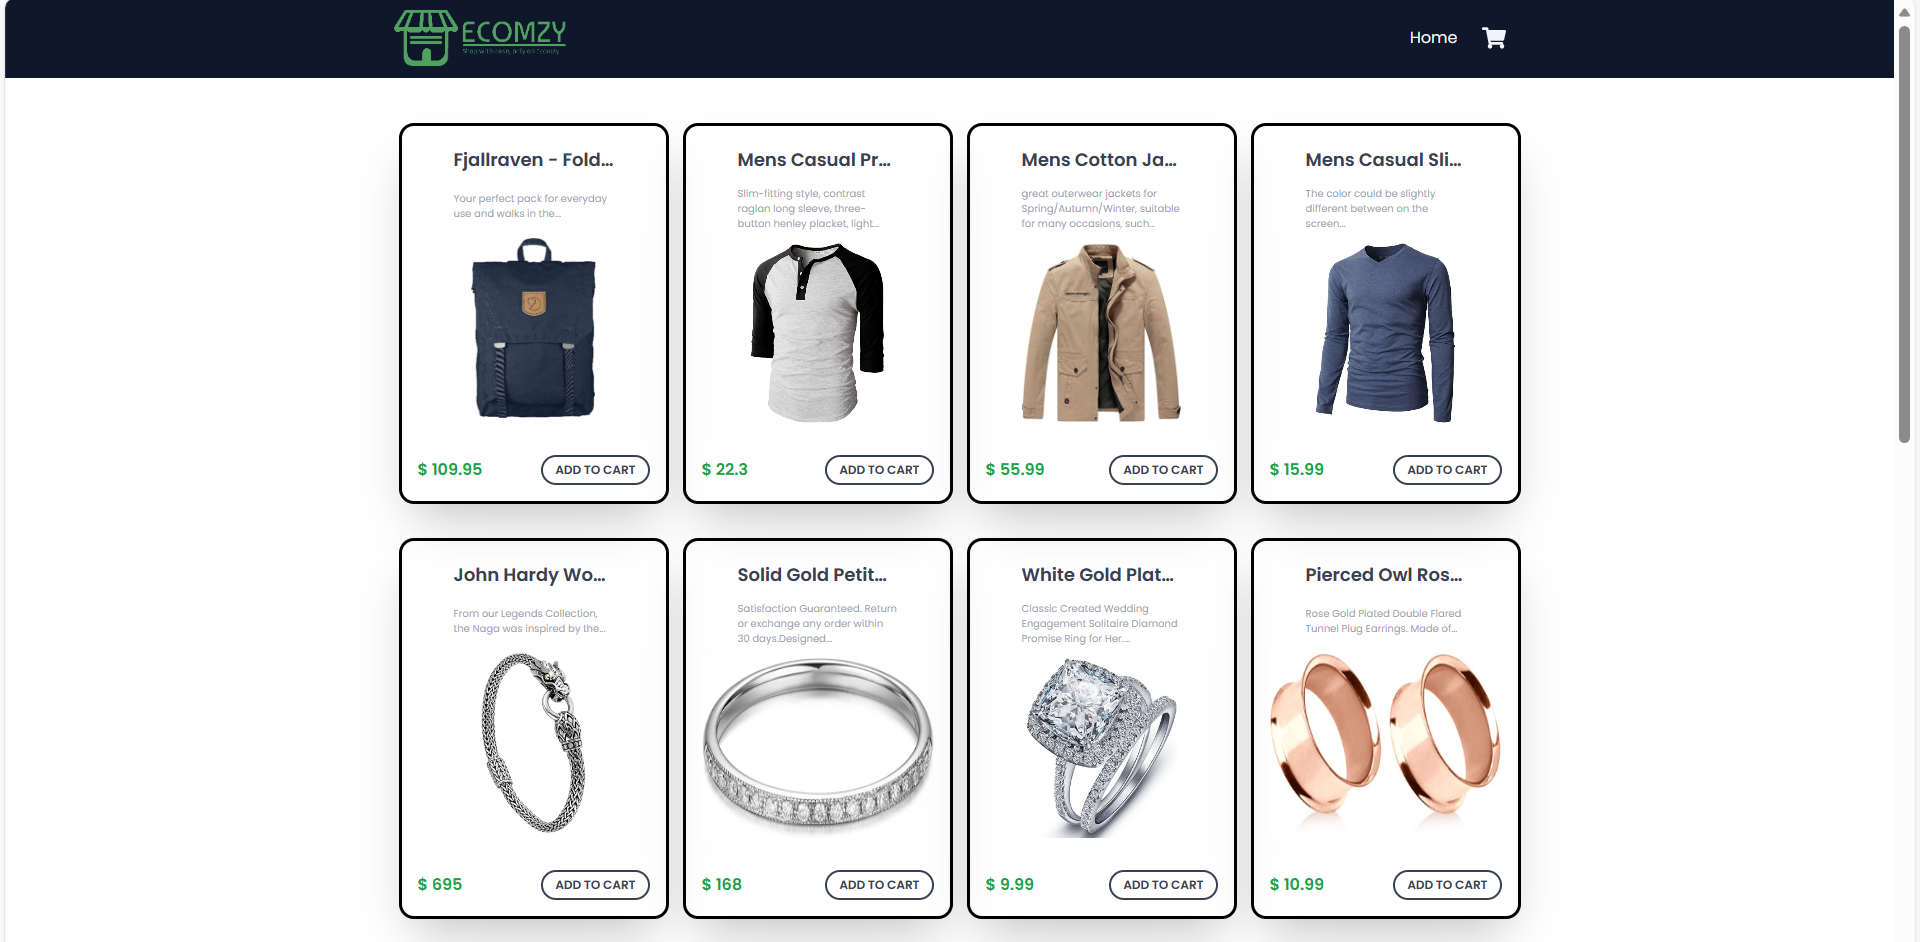 ECOMZY
Shop with ease, only on Ecomzy
Home
Fjallraven - Fold...
Your perfect pack for everyday
use and walks in the...
$ 109.95
ADD TO CART
Mens Casual Pr...
Slim-fitting style, contrast
raglan long sleeve, three-
button henley placket, light...
$ 22.3
ADD TO CART
Mens Cotton Ja...
great outerwear jackets for
Spring/Autumn/Winter, suitable
for many occasions, such...
$ 55.99
ADD TO CART
Mens Casual Sli...
The color could be slightly
different between on the
screen...
$ 15.99
ADD TO CART
John Hardy Wo...
From our Legends Collection,
the Naga was inspired by the...
$ 695
ADD TO CART
Solid Gold Petit...
Satisfaction Guaranteed. Return
or exchange any order within
30 days.Designed...
$ 168
ADD TO CART
White Gold Plat...
Classic Created Wedding
Engagement Solitaire Diamond
Promise Ring for Her....
$ 9.99
ADD TO CART
Pierced Owl Ros...
Rose Gold Plated Double Flared
Tunnel Plug Earrings. Made of...
$ 10.99
ADD TO CART